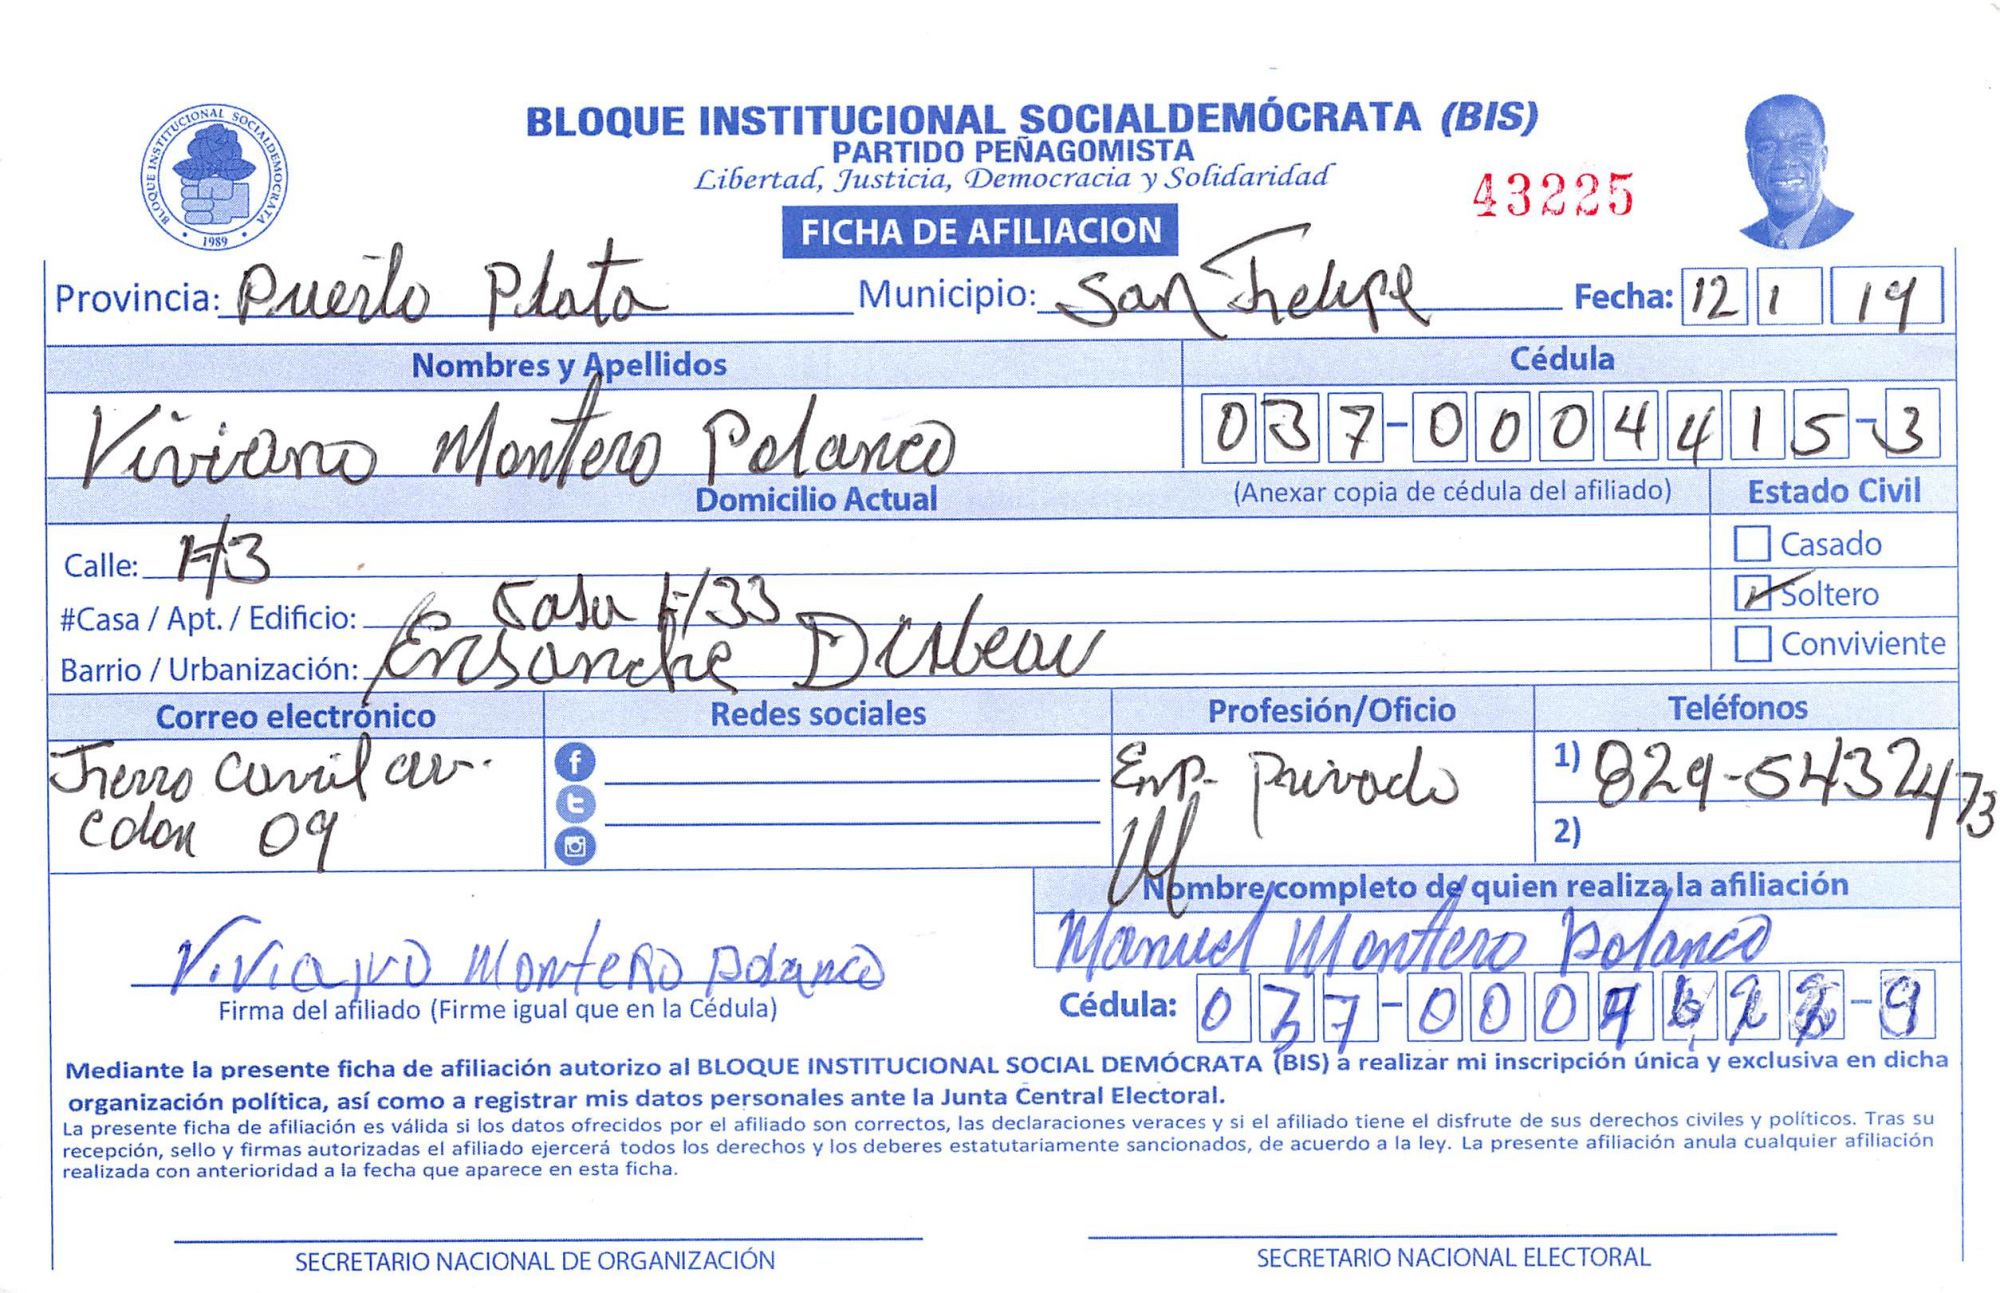 BLOQUE INSTITUCIONAL SOCIALDEMOCRATA
1989
BLOQUE INSTITUCIONAL SOCIALDEMÓCRATA (BIS)
PARTIDO PEÑAGOMISTA
Libertad, Justicia, Democracia y Solidaridad
43225
FICHA DE AFILIACION
Provincia: Puerto Plata Municipio: San Felipe Fecha: 12 1 19
Nombres y Apellidos Cédula
Viviano Montero Polanco 037-0004415-3
Domicilio Actual (Anexar copia de cédula del afiliado) Estado Civil
Calle: #3 Casado
#Casa / Apt. / Edificio: Casa #33 Soltero
Barrio / Urbanización: Ensanche Conviviente
Correo electrónico Redes sociales Profesión/Oficio Teléfonos
Carril av. Emp. Privado 1) 829-5432473
Colon 09 2)
Nombre completo de quien realiza la afiliación
Viviano Montero Polanco Manuel Montero Polanco
Firma del afiliado (Firme igual que en la Cédula) Cédula: 037-000
Mediante la presente ficha de afiliación autorizo al BLOQUE INSTITUCIONAL SOCIAL DEMÓCRATA (BIS) a realizar mi inscripción única y exclusiva en dicha
organización política, así como a registrar mis datos personales ante la Junta Central Electoral.
La presente ficha de afiliación es válida si los datos ofrecidos por el afiliado son correctos, las declaraciones veraces y si el afiliado tiene el disfrute de sus derechos civiles y políticos. Tras su
recepción, sello y firmas autorizadas el afiliado ejercerá todos los derechos y los deberes estatutariamente sancionados, de acuerdo a la ley. La presente afiliación anula cualquier afiliación
realizada con anterioridad a la fecha que aparece en esta ficha.
SECRETARIO NACIONAL DE ORGANIZACIÓN SECRETARIO NACIONAL ELECTORAL